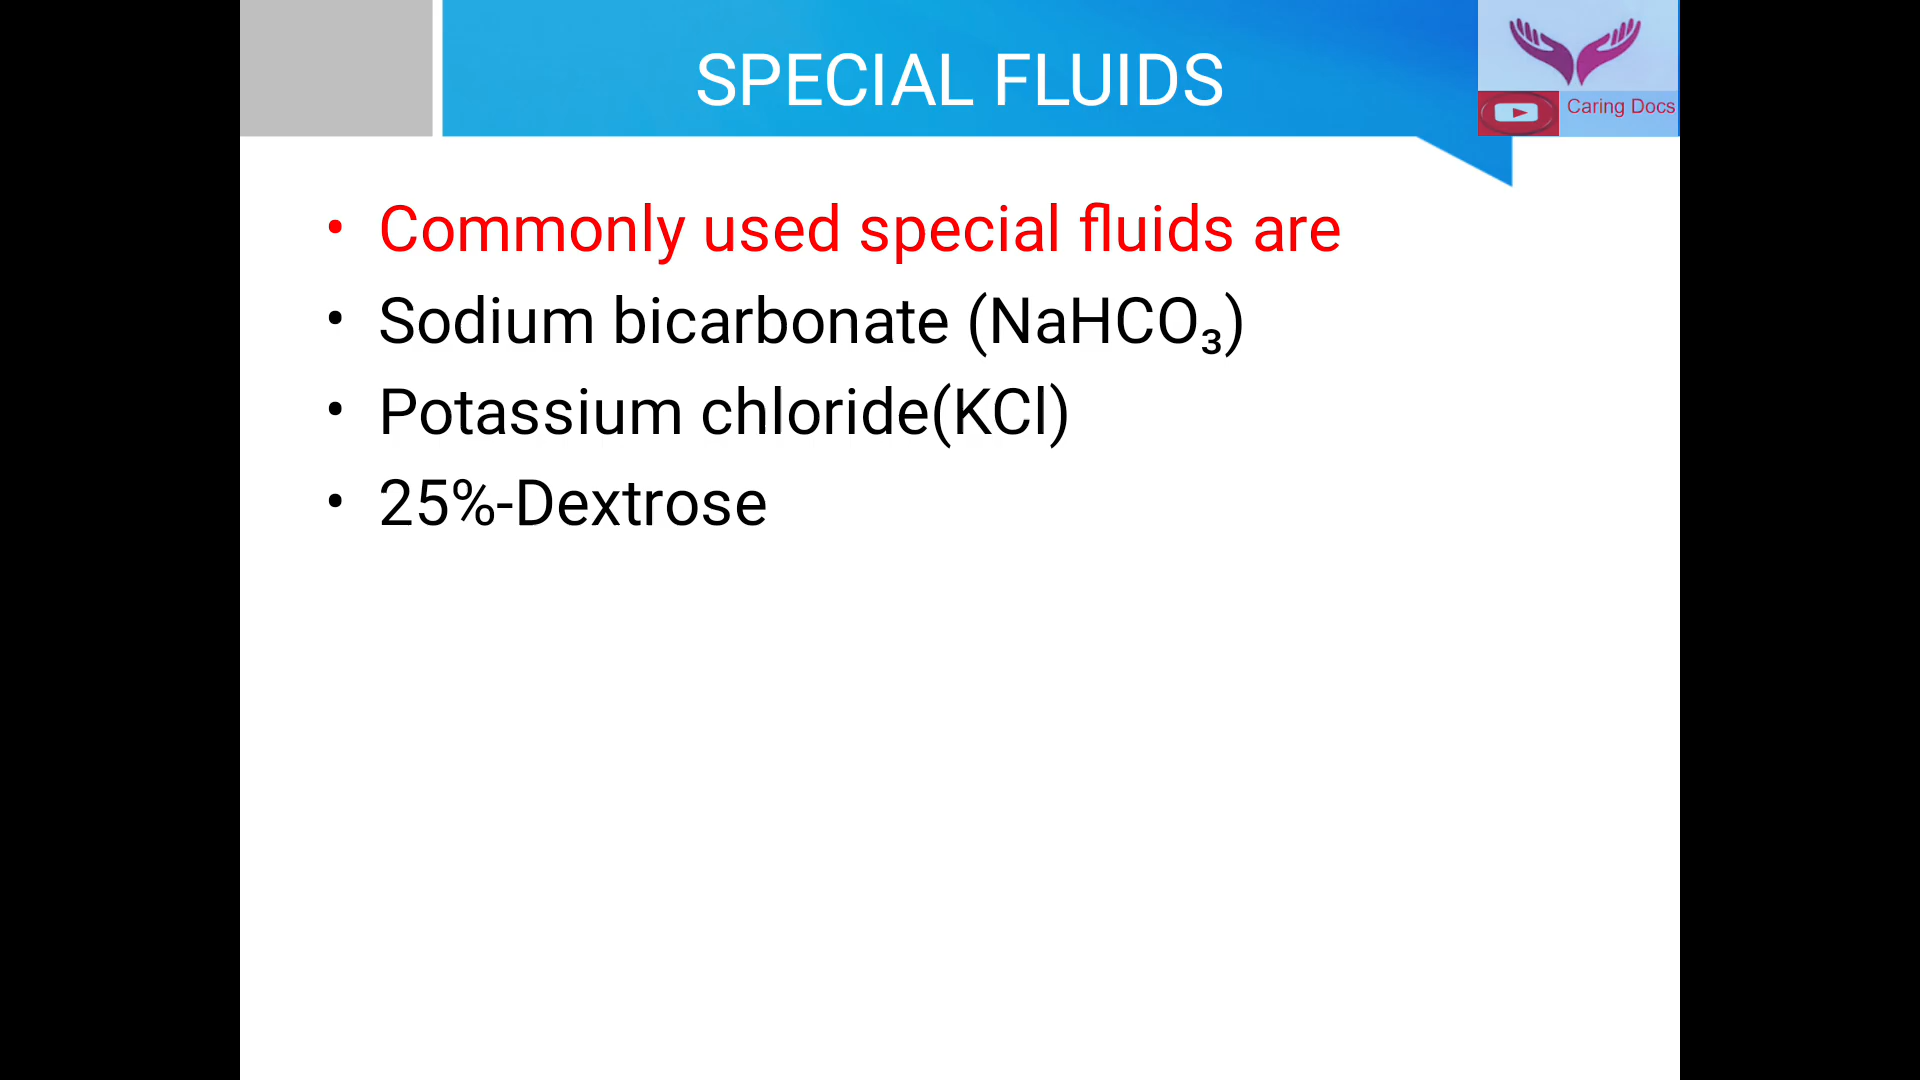 SPECIAL FLUIDS
Caring Docs
• Commonly used special fluids are
• Sodium bicarbonate (NaHCO₃)
• Potassium chloride(KCl)
• 25%-Dextrose